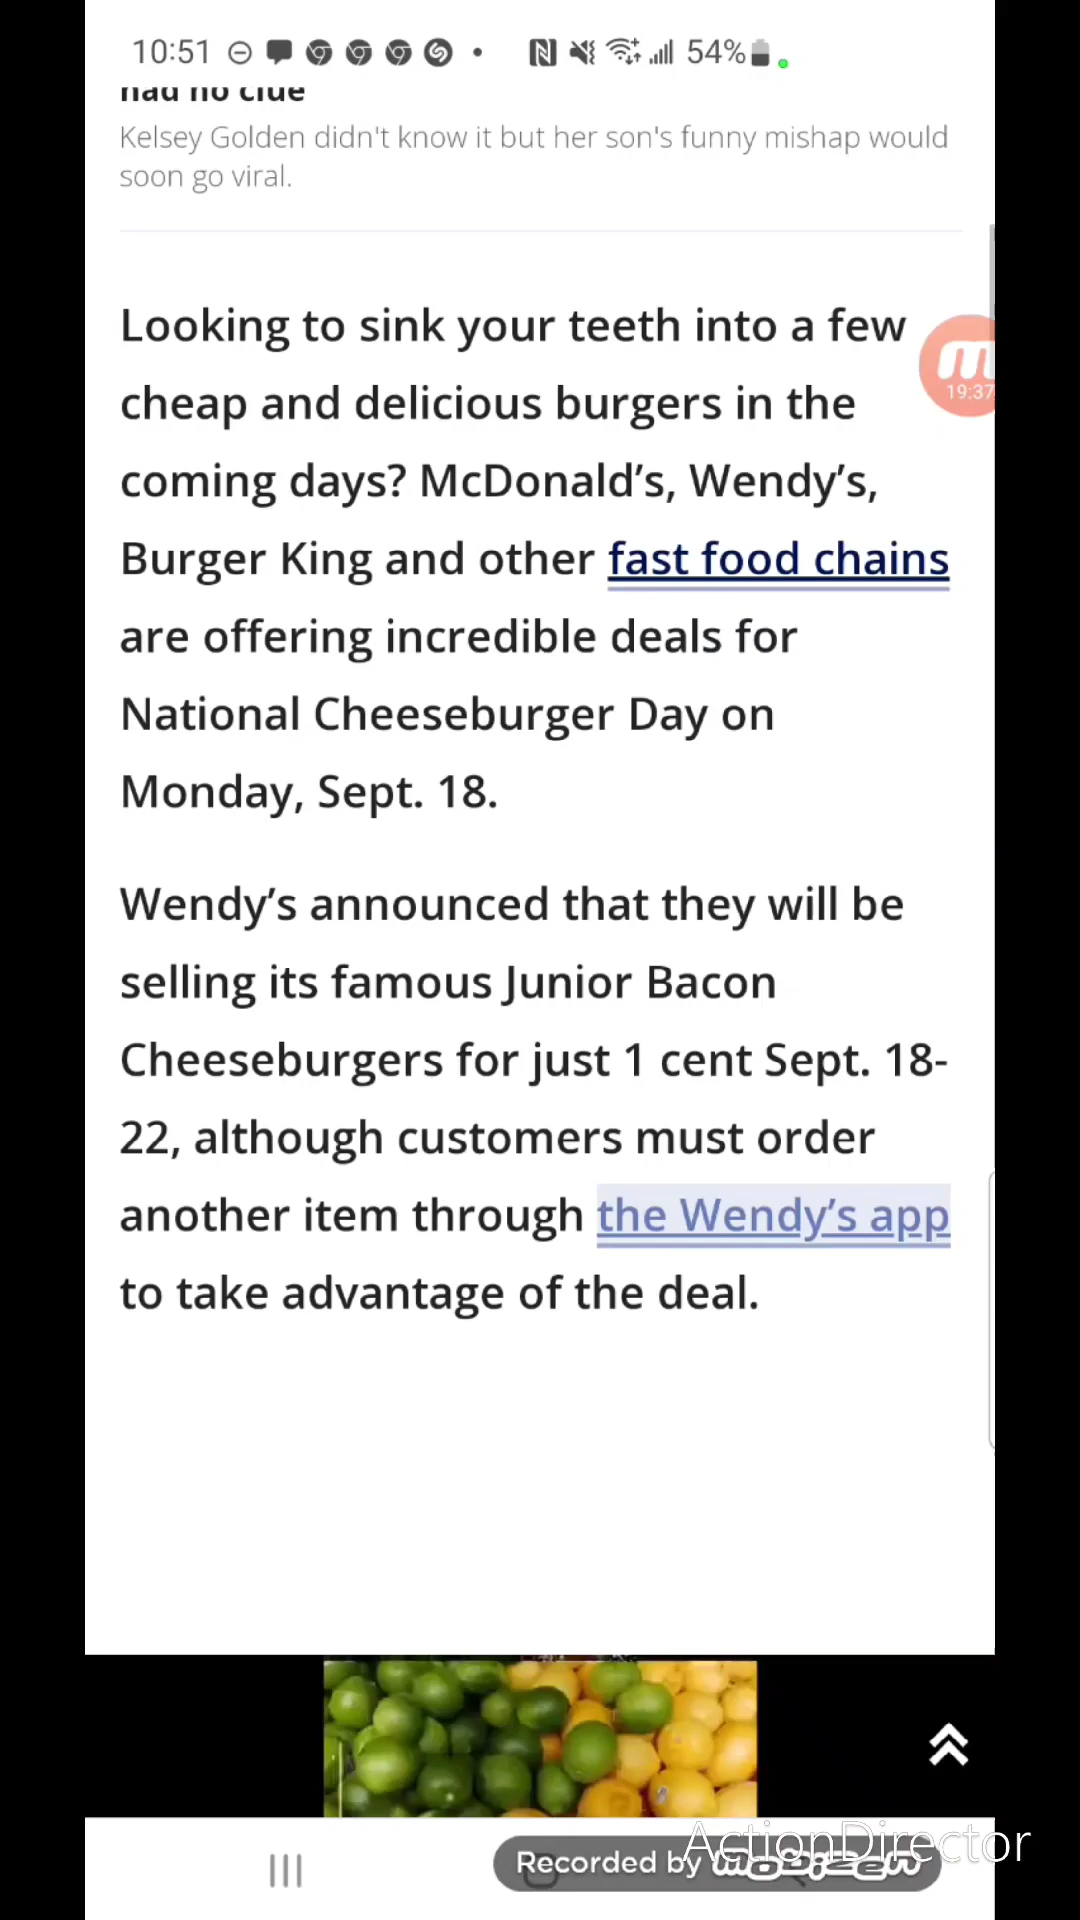 10:51 54%
had no clue
Kelsey Golden didn't know it but her son's funny mishap would
soon go viral.
Looking to sink your teeth into a few
cheap and delicious burgers in the
19:37
coming days? McDonald’s, Wendy’s,
Burger King and other fast food chains
are offering incredible deals for
National Cheeseburger Day on
Monday, Sept. 18.
Wendy’s announced that they will be
selling its famous Junior Bacon
Cheeseburgers for just 1 cent Sept. 18-
22, although customers must order
another item through the Wendy’s app
to take advantage of the deal.
ActionDirector
Recorded by mobizen